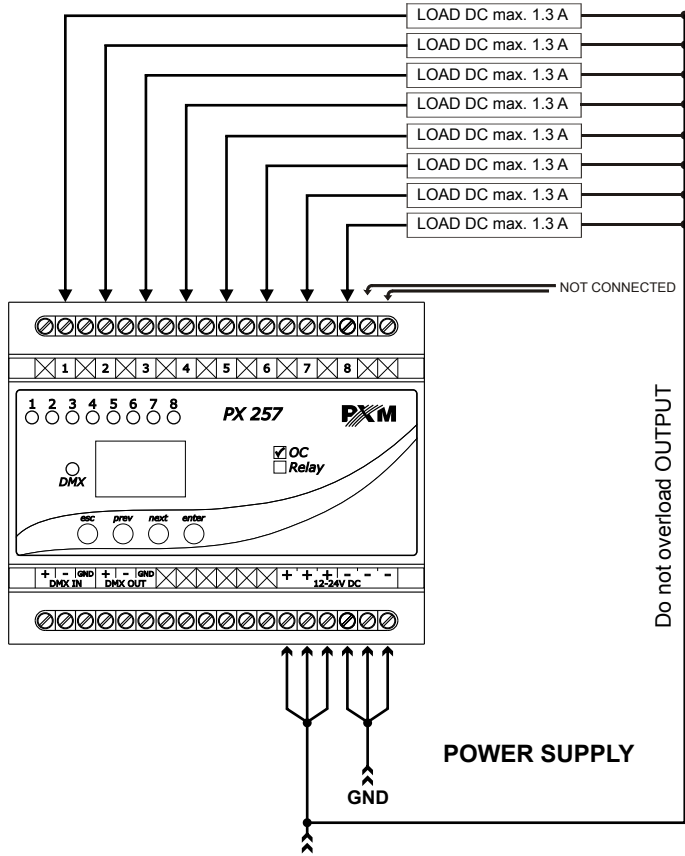 LOAD DC max. 1.3 A
LOAD DC max. 1.3 A
LOAD DC max. 1.3 A
LOAD DC max. 1.3 A
LOAD DC max. 1.3 A
LOAD DC max. 1.3 A
LOAD DC max. 1.3 A
LOAD DC max. 1.3 A
NOT CONNECTED
1 2 3 4 5 6 7 8
1 2 3 4 5 6 7 8
PX 257
PXM
OC
Relay
DMX
esc prev next enter
+ - GND + - GND + + + - - -
DMX IN DMX OUT 12-24V DC
Do not overload OUTPUT
POWER SUPPLY
GND